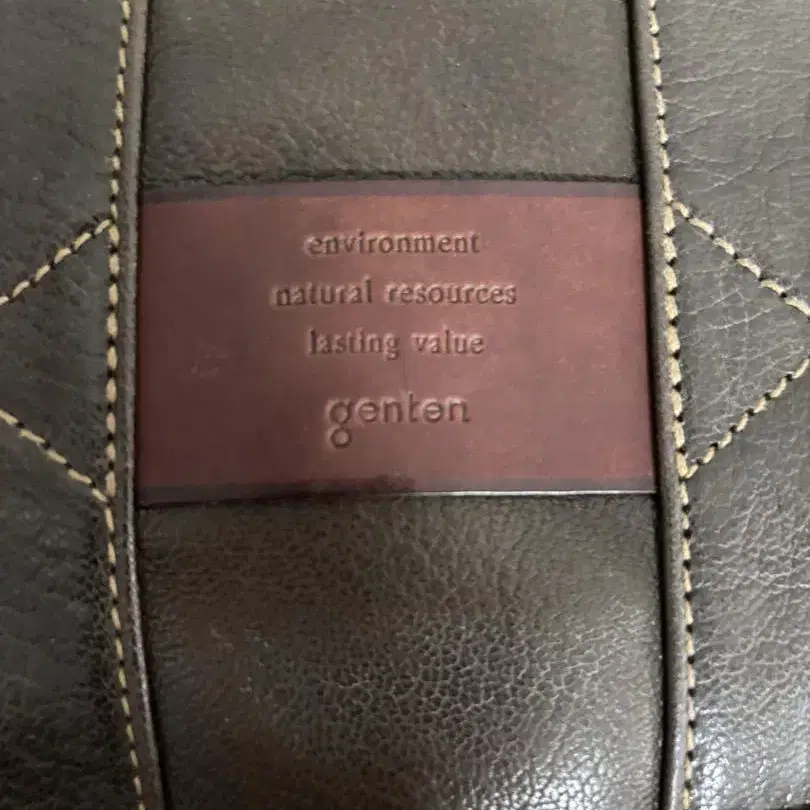 environment
natural resources
lasting value
genten